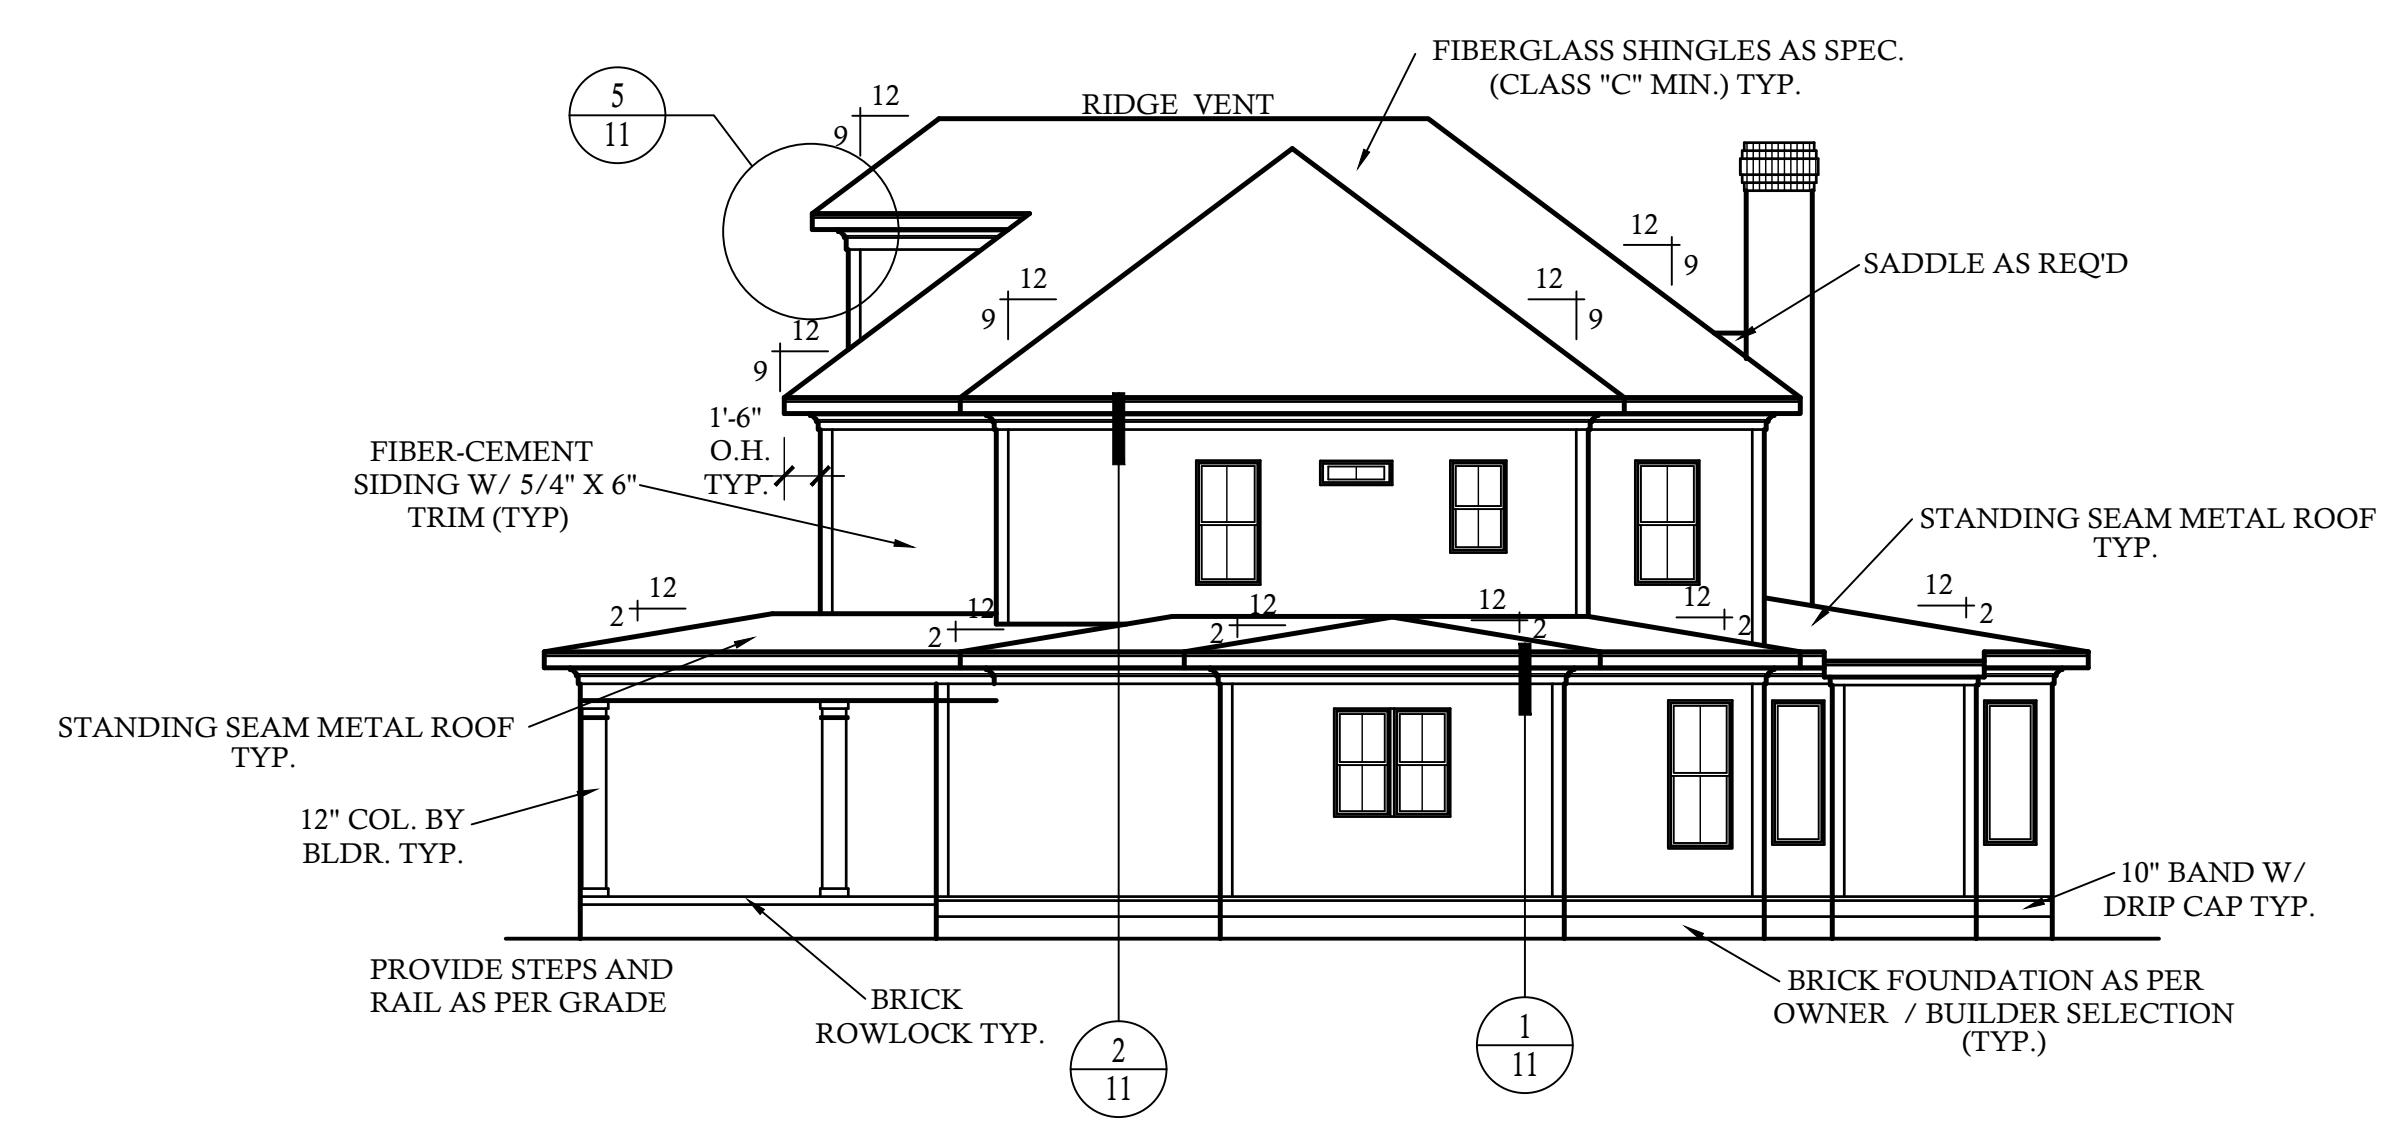 FIBERGLASS SHINGLES AS SPEC.
(CLASS "C" MIN.) TYP.
RIDGE VENT
5
11
12
9
12
9
SADDLE AS REQ'D
12
9
12
9
12
9
1'-6"
O.H.
TYP.
FIBER-CEMENT
SIDING W/ 5/4" X 6"
TRIM (TYP)
STANDING SEAM METAL ROOF
TYP.
12
2
12
2
12
2
12
2
12
2
12
2
STANDING SEAM METAL ROOF
TYP.
12" COL. BY
BLDR. TYP.
10" BAND W/
DRIP CAP TYP.
PROVIDE STEPS AND
RAIL AS PER GRADE
BRICK
ROWLOCK TYP.
BRICK FOUNDATION AS PER
OWNER / BUILDER SELECTION
(TYP.)
2
11
1
11